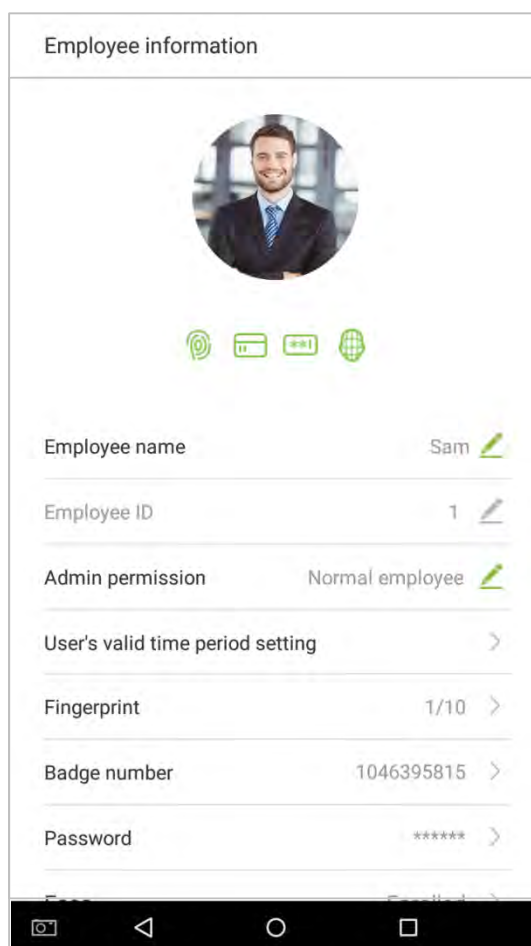 Employee information
Employee name Sam
Employee ID 1
Admin permission Normal employee
User's valid time period setting
Fingerprint 1/10
Badge number 1046395815
Password ******